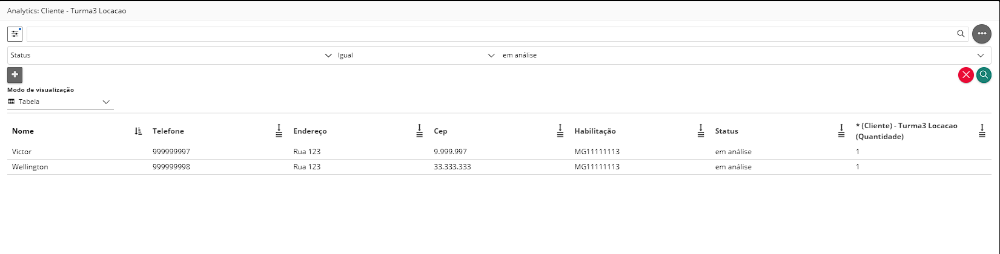 Analytics: Cliente - Turma3 Locacao
Status Igual em análise
Modo de visualização
Tabela
Nome Telefone Endereço Cep Habilitação Status * (Cliente) - Turma3 Locacao
(Quantidade)
Victor 999999997 Rua 123 9.999.997 MG11111113 em análise 1
Wellington 999999998 Rua 123 33.333.333 MG11111113 em análise 1